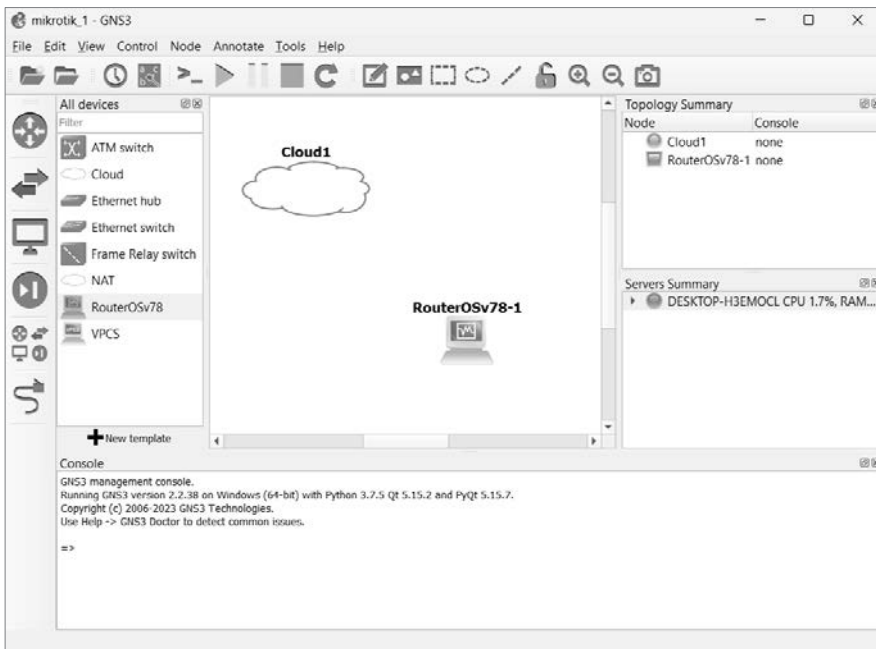 mikrotik_1 - GNS3
File Edit View Control Node Annotate Tools Help
All devices
Filter
ATM switch
Cloud
Ethernet hub
Ethernet switch
Frame Relay switch
NAT
RouterOSv78
VPCS
New template
Cloud1
RouterOSv78-1
Topology Summary
Node Console
Cloud1 none
RouterOSv78-1 none
Servers Summary
DESKTOP-H3EMOCL CPU 1.7%, RAM...
Console
GNS3 management console.
Running GNS3 version 2.2.38 on Windows (64-bit) with Python 3.7.5 Qt 5.15.2 and PyQt 5.15.7.
Copyright (c) 2006-2023 GNS3 Technologies.
Use Help -> GNS3 Doctor to detect common issues.
=>